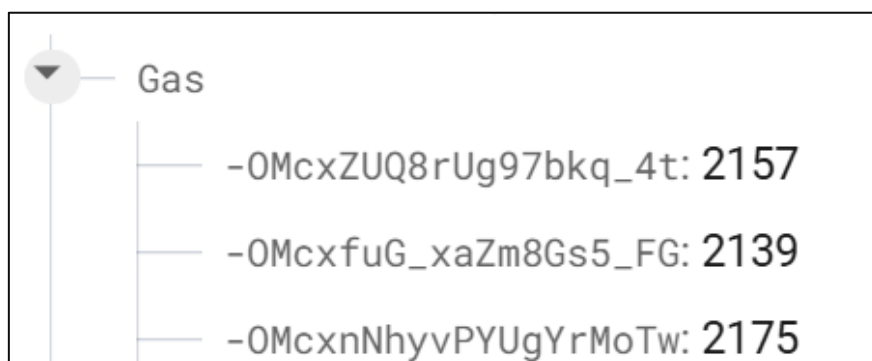 Gas
-OMcxZUQ8rUg97bkq_4t: 2157
-OMcxfuG_xaZm8Gs5_FG: 2139
-OMcxnNhyvPYUgYrMoTw: 2175